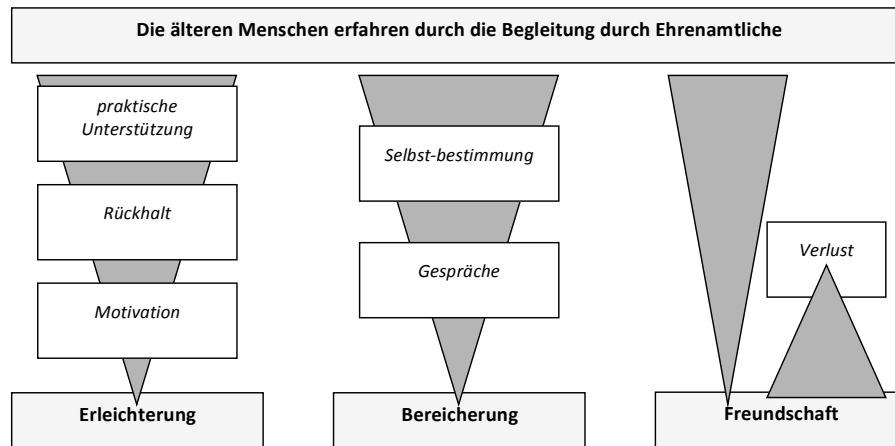 Die älteren Menschen erfahren durch die Begleitung durch Ehrenamtliche
praktische
Unterstützung
Rückhalt
Motivation
Erleichterung
Selbst-bestimmung
Gespräche
Bereicherung
Verlust
Freundschaft